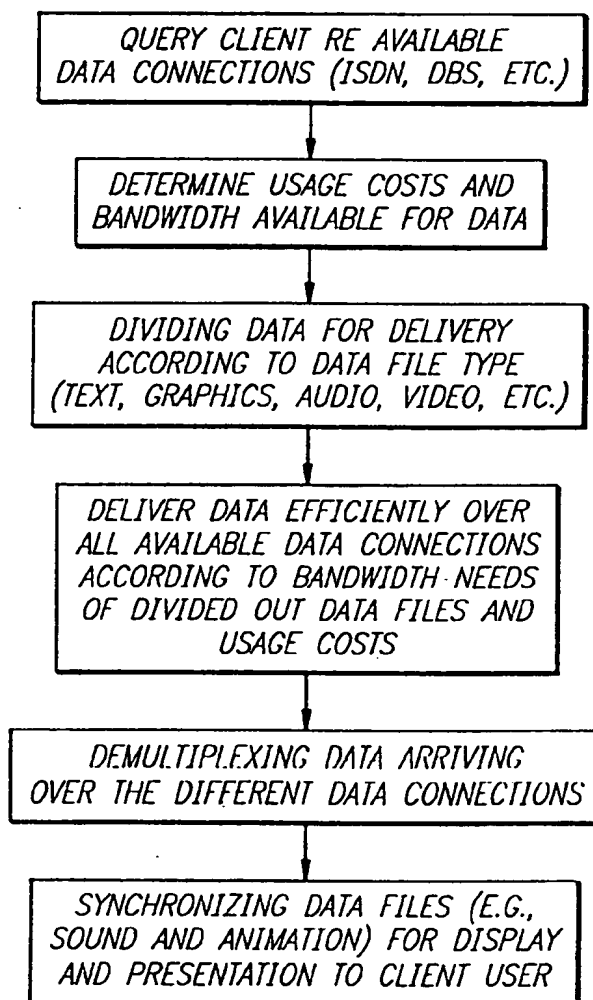 QUERY CLIENT RE AVAILABLE
DATA CONNECTIONS (ISDN, DBS, ETC.)
DETERMINE USAGE COSTS AND
BANDWIDTH AVAILABLE FOR DATA
DIVIDING DATA FOR DELIVERY
ACCORDING TO DATA FILE TYPE
(TEXT, GRAPHICS, AUDIO, VIDEO, ETC.)
DELIVER DATA EFFICIENTLY OVER
ALL AVAILABLE DATA CONNECTIONS
ACCORDING TO BANDWIDTH NEEDS
OF DIVIDED OUT DATA FILES AND
USAGE COSTS
DEMULTIPLEXING DATA ARRIVING
OVER THE DIFFERENT DATA CONNECTIONS
SYNCHRONIZING DATA FILES (E.G.,
SOUND AND ANIMATION) FOR DISPLAY
AND PRESENTATION TO CLIENT USER